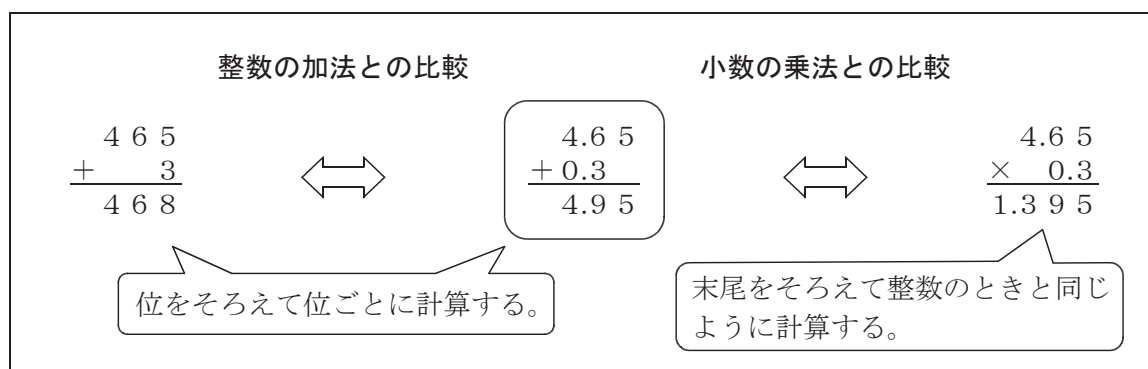 整数の加法との比較
小数の乗法との比較
4 6 5
+ 3
4 6 8
4.6 5
+ 0.3
4.9 5
4.6 5
× 0.3
1.3 9 5
位をそろえて位ごとに計算する。
末尾をそろえて整数のときと同じ
ように計算する。